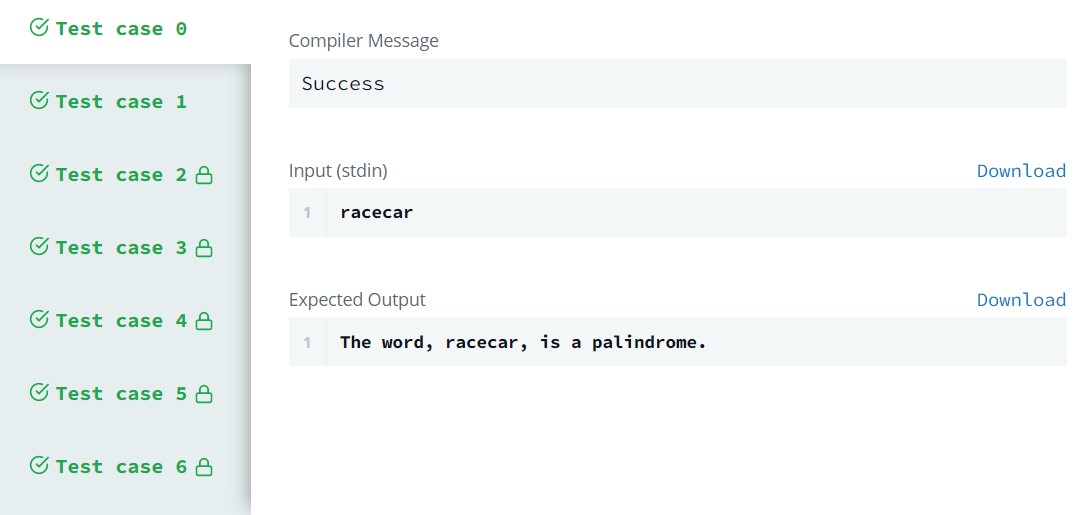 Test case 0
Test case 1
Test case 2
Test case 3
Test case 4
Test case 5
Test case 6
Compiler Message
Success
Input (stdin) Download
1 racecar
Expected Output Download
1 The word, racecar, is a palindrome.